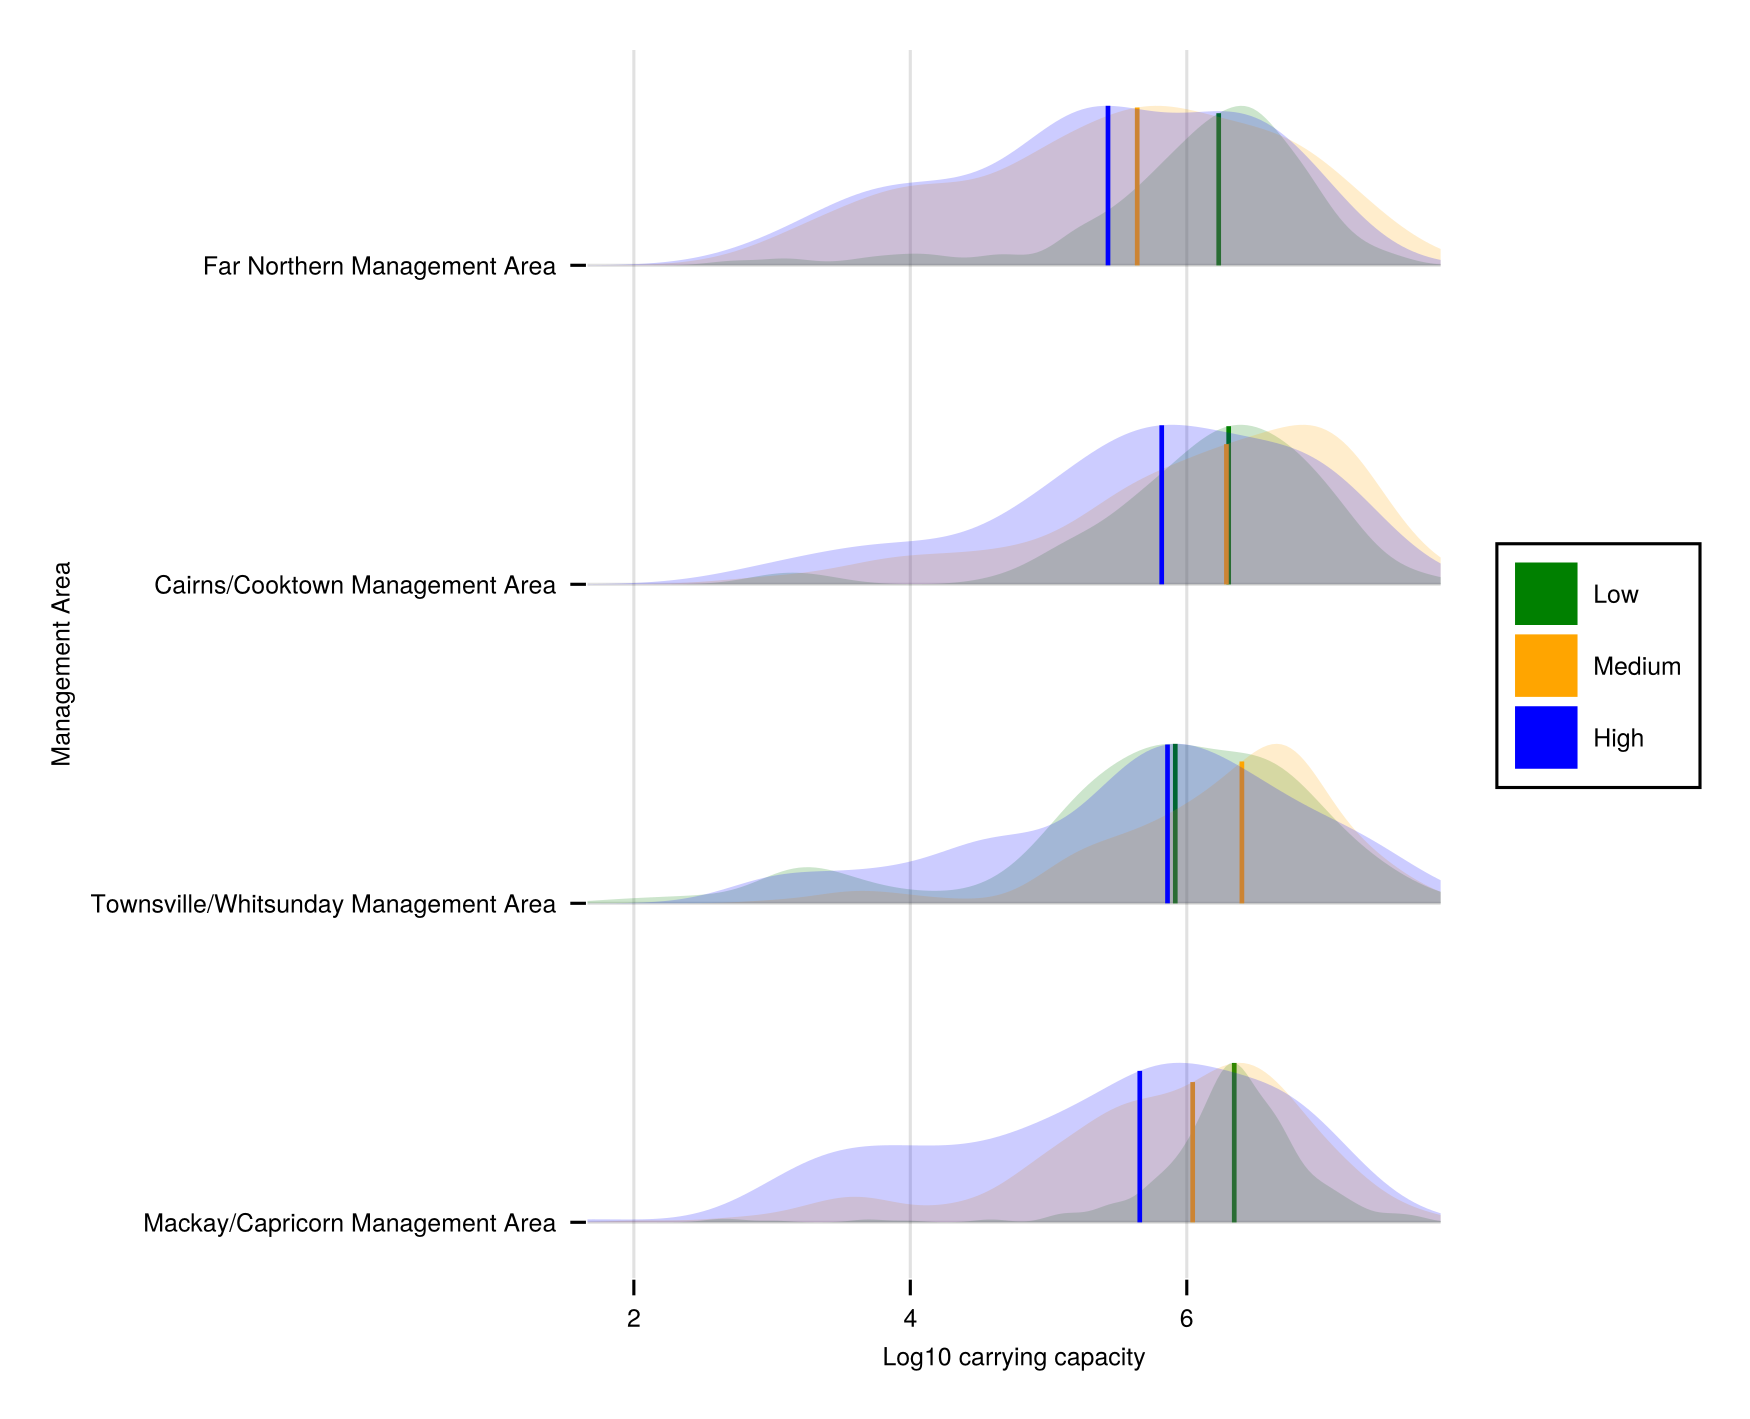 Far Northern Management Area
Cairns/Cooktown Management Area
Townsville/Whitsunday Management Area
Mackay/Capricorn Management Area
Management Area
2
4
6
Log10 carrying capacity
Low
Medium
High